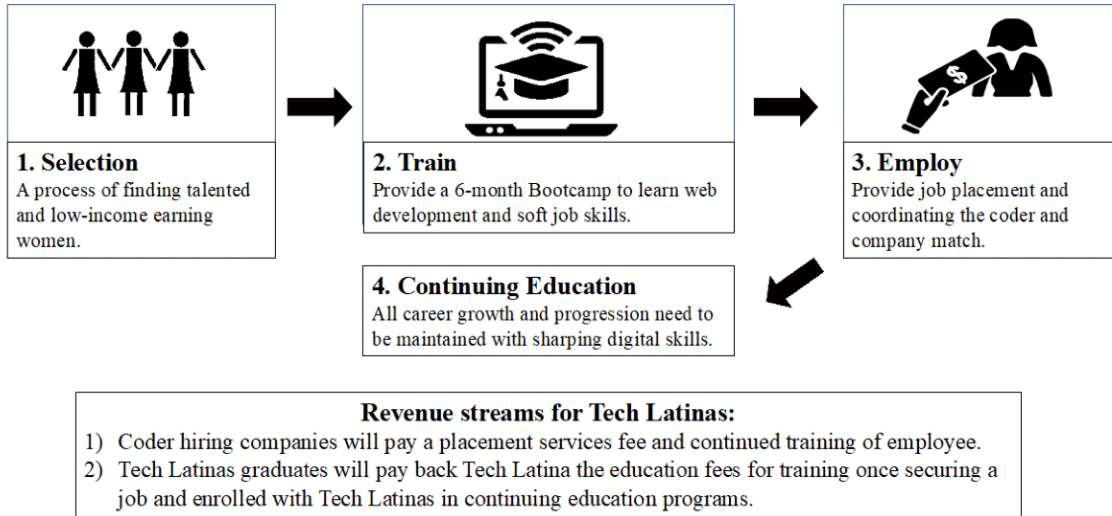 1. Selection
A process of finding talented
and low-income earning
women.
2. Train
Provide a 6-month Bootcamp to learn web
development and soft job skills.
3. Employ
Provide job placement and
coordinating the coder and
company match.
4. Continuing Education
All career growth and progression need to
be maintained with sharping digital skills.
Revenue streams for Tech Latinas:
1) Coder hiring companies will pay a placement services fee and continued training of employee.
2) Tech Latinas graduates will pay back Tech Latina the education fees for training once securing a
job and enrolled with Tech Latinas in continuing education programs.